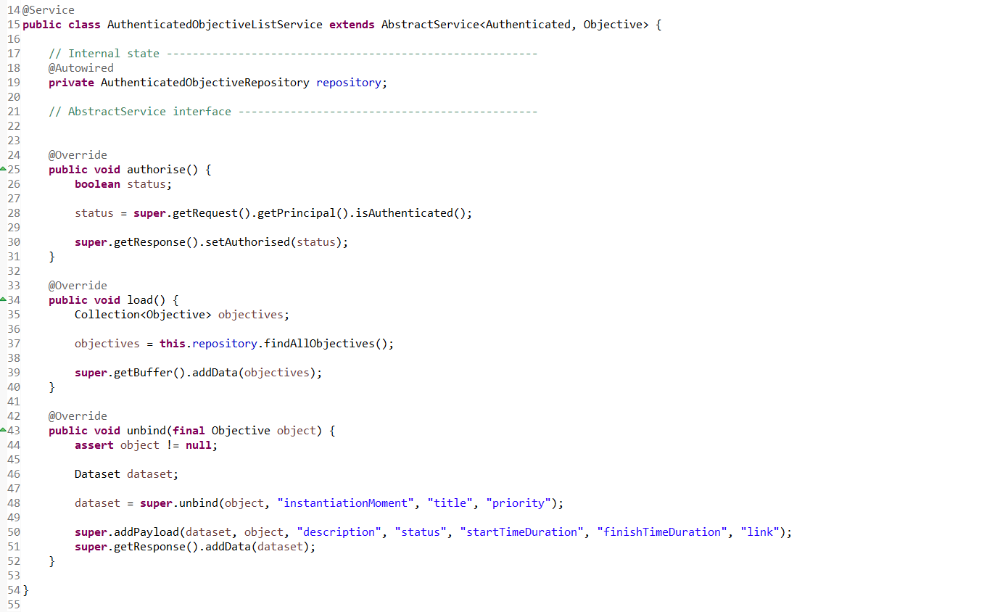 14 @Service
15 public class AuthenticatedObjectiveListService extends AbstractService<Authenticated, Objective> {
16
17     // Internal state ---------------------------------------------------------
18     @Autowired
19     private AuthenticatedObjectiveRepository repository;
20
21     // AbstractService interface ----------------------------------------------
22
23
24     @Override
25     public void authorise() {
26         boolean status;
27
28         status = super.getRequest().getPrincipal().isAuthenticated();
29
30         super.getResponse().setAuthorised(status);
31     }
32
33     @Override
34     public void load() {
35         Collection<Objective> objectives;
36
37         objectives = this.repository.findAllObjectives();
38
39         super.getBuffer().addData(objectives);
40     }
41
42     @Override
43     public void unbind(final Objective object) {
44         assert object != null;
45
46         Dataset dataset;
47
48         dataset = super.unbind(object, "instantiationMoment", "title", "priority");
49
50         super.addPayload(dataset, object, "description", "status", "startTimeDuration", "finishTimeDuration", "link");
51         super.getResponse().addData(dataset);
52     }
53
54 }
55